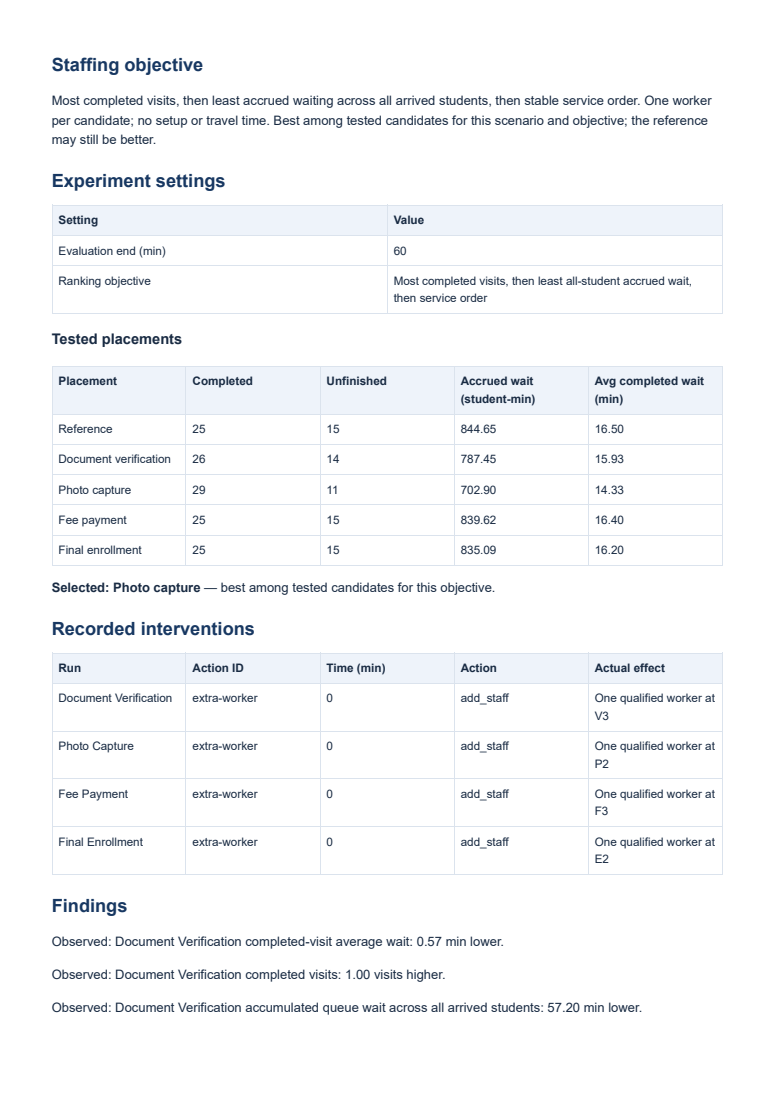 Staffing objective
Most completed visits, then least accrued waiting across all arrived students, then stable service order. One worker
per candidate; no setup or travel time. Best among tested candidates for this scenario and objective; the reference
may still be better.
Experiment settings
Setting Value
Evaluation end (min) 60
Ranking objective Most completed visits, then least all-student accrued wait,
then service order
Tested placements
Placement Completed Unfinished Accrued wait Avg completed wait
(student-min) (min)
Reference 25 15 844.65 16.50
Document verification 26 14 787.45 15.93
Photo capture 29 11 702.90 14.33
Fee payment 25 15 839.62 16.40
Final enrollment 25 15 835.09 16.20
Selected: Photo capture — best among tested candidates for this objective.
Recorded interventions
Run Action ID Time (min) Action Actual effect
Document Verification extra-worker 0 add_staff One qualified worker at
V3
Photo Capture extra-worker 0 add_staff One qualified worker at
P2
Fee Payment extra-worker 0 add_staff One qualified worker at
F3
Final Enrollment extra-worker 0 add_staff One qualified worker at
E2
Findings
Observed: Document Verification completed-visit average wait: 0.57 min lower.
Observed: Document Verification completed visits: 1.00 visits higher.
Observed: Document Verification accumulated queue wait across all arrived students: 57.20 min lower.